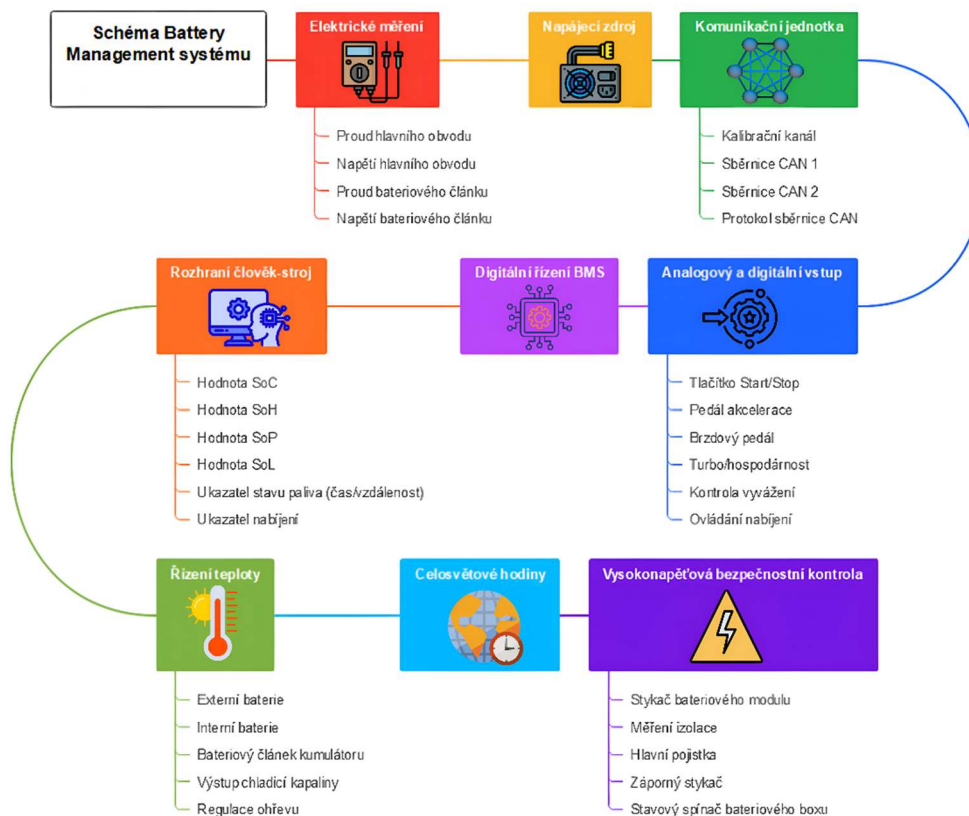 Schéma Battery
Management systému
Elektrické měření
Napájecí zdroj
Komunikační jednotka
Proud hlavního obvodu
Napětí hlavního obvodu
Proud bateriového článku
Napětí bateriového článku
Kalibrační kanál
Sběrnice CAN 1
Sběrnice CAN 2
Protokol sběrnice CAN
Rozhraní člověk-stroj
Digitální řízení BMS
Analogový a digitální vstup
Hodnota SoC
Hodnota SoH
Hodnota SoP
Hodnota SoL
Ukazatel stavu paliva (čas/vzdálenost)
Ukazatel nabíjení
Tlačítko Start/Stop
Pedál akcelerace
Brzdový pedál
Turbo/hospodárnost
Kontrola vyvážení
Ovládání nabíjení
Řízení teploty
Celosvětové hodiny
Vysokonapěťová bezpečnostní kontrola
Externí baterie
Interní baterie
Bateriový článek kumulátoru
Výstup chladicí kapaliny
Regulace ohřevu
Stykač bateriového modulu
Měření izolace
Hlavní pojistka
Záporný stykač
Stavový spínač bateriového boxu